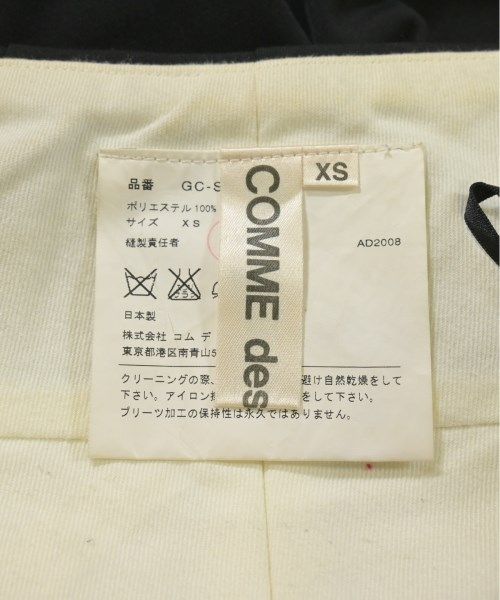 XS
COMME des
品番 GC-S
ポリエステル 100%
サイズ XS
縫製責任者
AD2008
日本製
株式会社 コム デ
東京都港区南青山5
クリーニングの際、 避け自然乾燥をして
下さい。アイロン をして下さい。
プリーツ加工の保持性は永久ではありません。